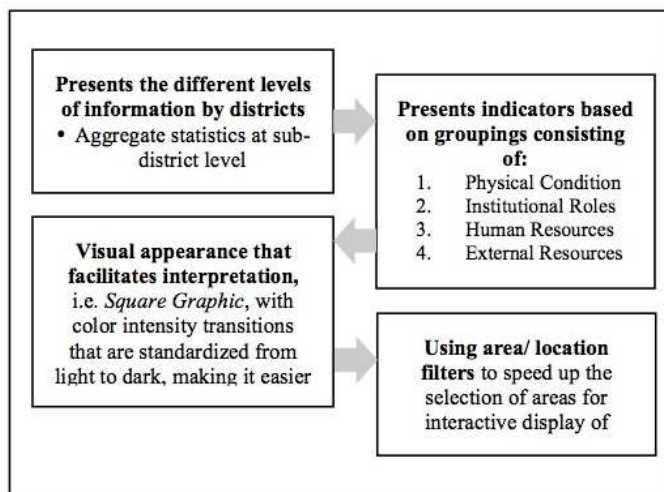 Presents the different levels
of information by districts
• Aggregate statistics at sub-
district level
Presents indicators based
on groupings consisting
of:
1. Physical Condition
2. Institutional Roles
3. Human Resources
4. External Resources
Visual appearance that
facilitates interpretation,
i.e. Square Graphic, with
color intensity transitions
that are standardized from
light to dark, making it easier
Using area/ location
filters to speed up the
selection of areas for
interactive display of